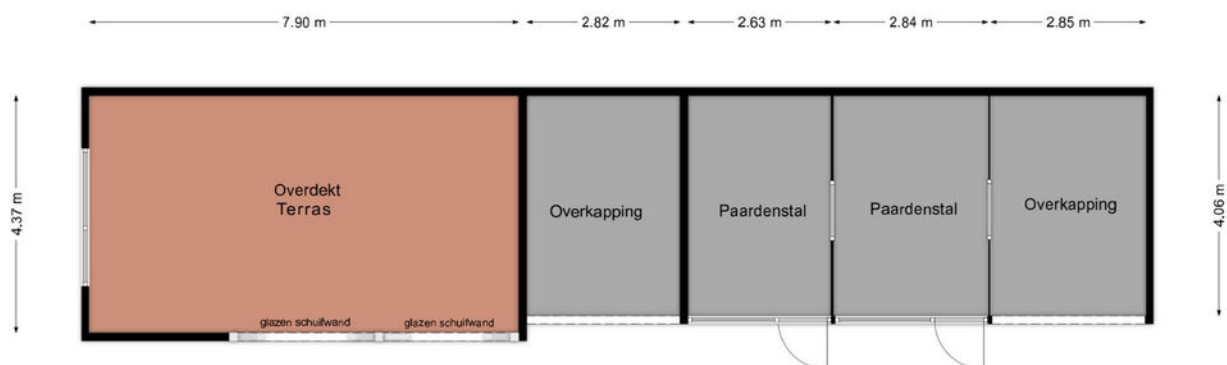 7.90 m 2.82 m 2.63 m 2.84 m 2.85 m
4.37 m
Overdekt
Terras
Overkapping
Paardenstal
Paardenstal
Overkapping
4.06 m
glazen schuifwand glazen schuifwand